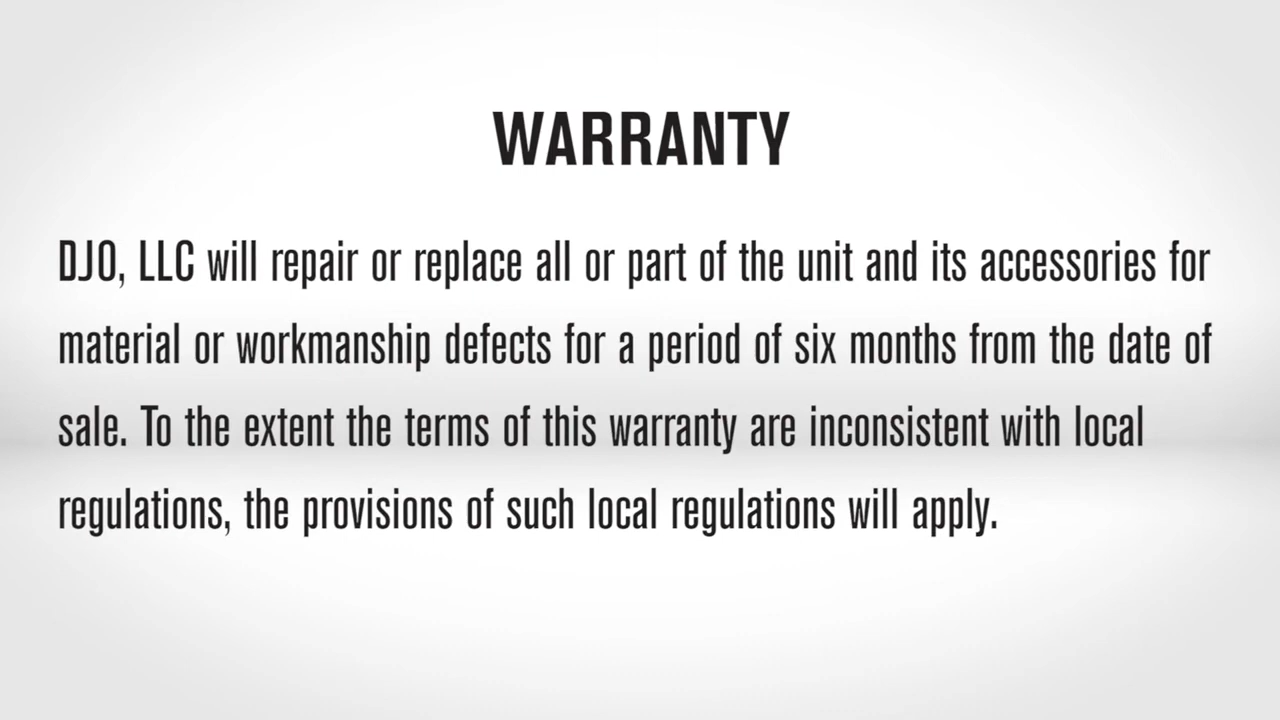 WARRANTY
DJO, LLC will repair or replace all or part of the unit and its accessories for
material or workmanship defects for a period of six months from the date of
sale. To the extent the terms of this warranty are inconsistent with local
regulations, the provisions of such local regulations will apply.